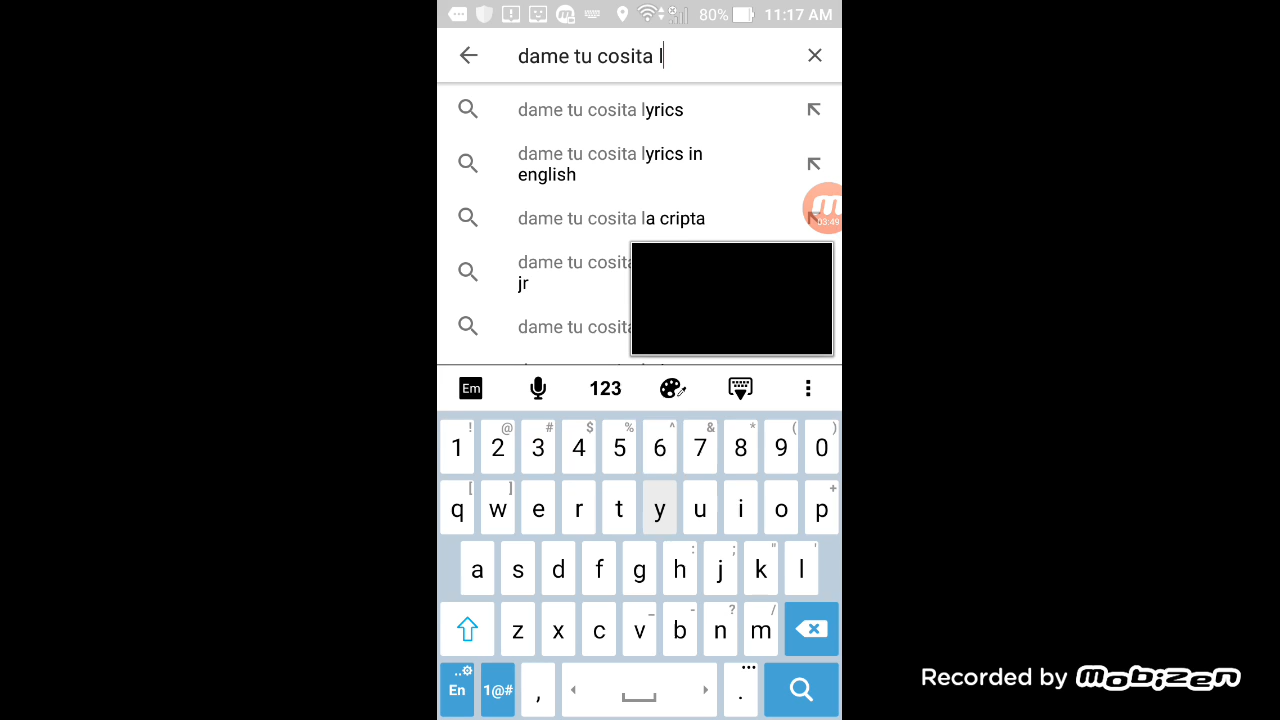 80% 11:17 AM
dame tu cosita l
dame tu cosita lyrics
dame tu cosita lyrics in
english
dame tu cosita la cripta
03:49
dame tu cosita
jr
dame tu cosita
Em 123
! @ # $ % ^ & * ( )
1 2 3 4 5 6 7 8 9 0
[ ] +
q w e r t y u i o p
: ; " '
a s d f g h j k l
_ - ? /
z x c v b n m
En 1@# , .
Recorded by mobizen